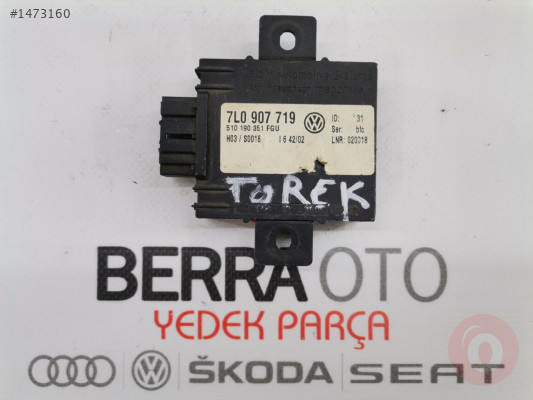 #1473160
7L0 907 719
ID: 31
510 190 351 FGU
Ser: bfo
H03 / S0016 I 6 42/02
LNR: 020018
TOREK
BERRA OTO
YEDEK PARÇA
ŠKODA SEAT